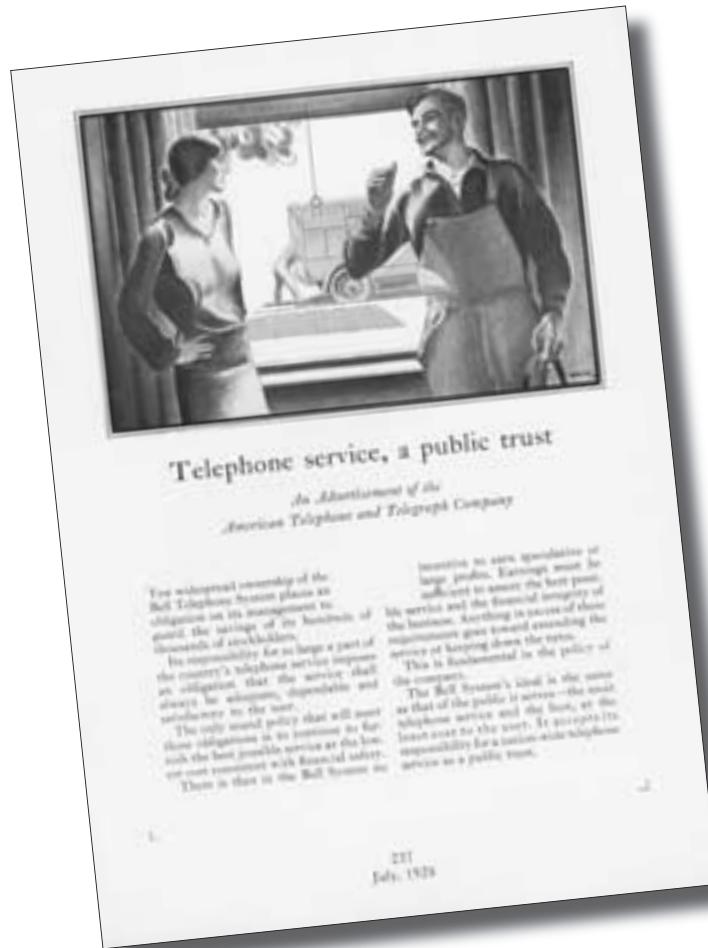 Telephone service, a public trust
An Advertisement of the
American Telephone and Telegraph Company
The widespread ownership of the
Bell Telephone System places an
obligation on its management to
guard the savings of its hundreds of
thousands of stockholders.
Its responsibility for so large a part of
the country's telephone service imposes
an obligation that the service shall
always be adequate, dependable and
satisfactory to the user.
The only sound policy that will meet
these obligations is to continue to fur-
nish the best possible service at the low-
est cost consistent with financial safety.
There is then in the Bell System no
incentive to earn speculative or
large profits. Earnings must be
sufficient to assure the best possi-
ble service and the financial integrity of
the business. Anything in excess of these
requirements goes toward extending the
service or keeping down the rates.
This is fundamental in the policy of
the company.
The Bell System's ideal is the same
as that of the public it serves—the most
telephone service and the best, at the
least cost to the user. It accepts its
responsibility for a nation-wide telephone
service as a public trust.
July, 1928